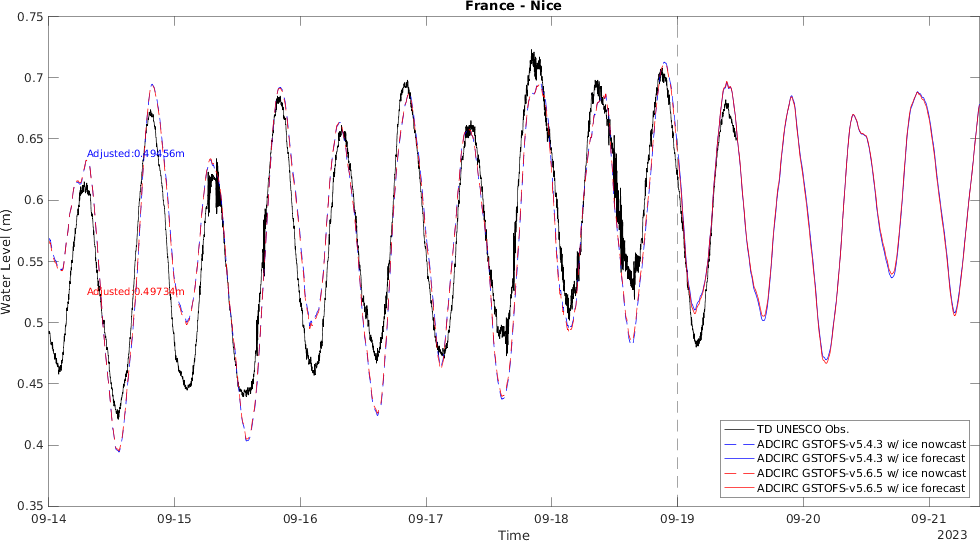 France - Nice
0.75
0.7
0.65
0.6
0.55
0.5
0.45
0.4
0.35
Water Level (m)
Adjusted:0.49456m
Adjusted:0.49734m
TD UNESCO Obs.
ADCIRC GSTOFS-v5.4.3 w/ ice nowcast
ADCIRC GSTOFS-v5.4.3 w/ ice forecast
ADCIRC GSTOFS-v5.6.5 w/ ice nowcast
ADCIRC GSTOFS-v5.6.5 w/ ice forecast
09-14 09-15 09-16 09-17 09-18 09-19 09-20 09-21
Time
2023